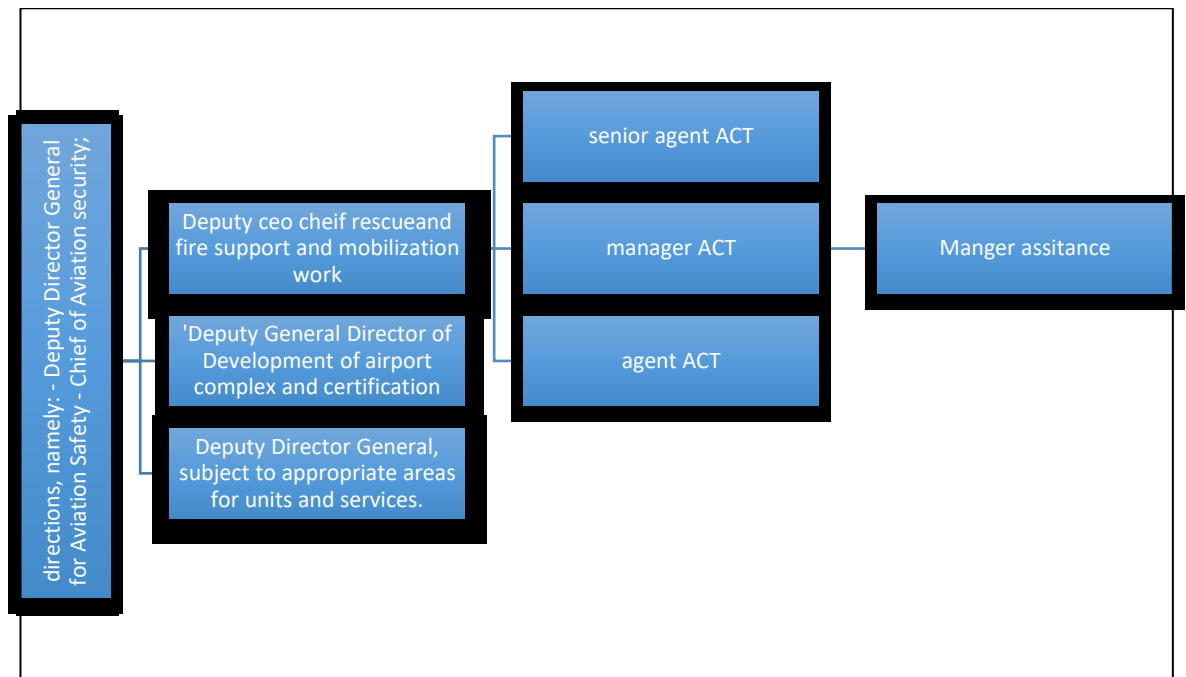 directions, namely: - Deputy Director General
for Aviation Safety - Chief of Aviation security;
Deputy ceo cheif rescueand
fire support and mobilization
work
'Deputy General Director of
Development of airport
complex and certification
Deputy Director General,
subject to appropriate areas
for units and services.
senior agent ACT
manager ACT
agent ACT
Manger assitance